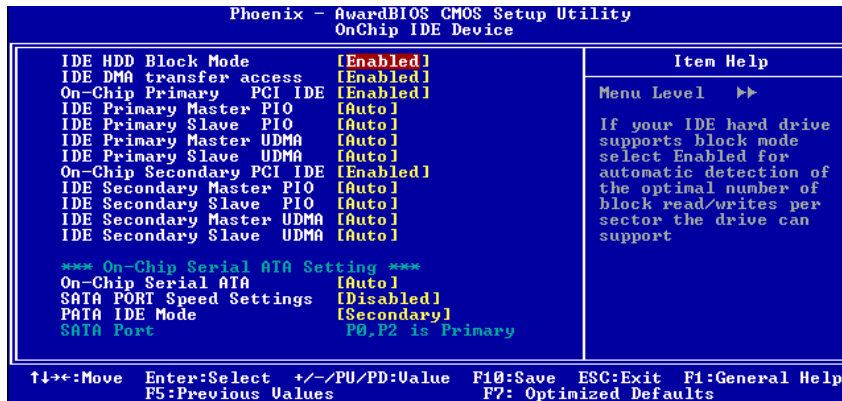 Phoenix - AwardBIOS CMOS Setup Utility
OnChip IDE Device
IDE HDD Block Mode [Enabled]
IDE DMA transfer access [Enabled]
On-Chip Primary PCI IDE [Enabled]
IDE Primary Master PIO [Auto]
IDE Primary Slave PIO [Auto]
IDE Primary Master UDMA [Auto]
IDE Primary Slave UDMA [Auto]
On-Chip Secondary PCI IDE [Enabled]
IDE Secondary Master PIO [Auto]
IDE Secondary Slave PIO [Auto]
IDE Secondary Master UDMA [Auto]
IDE Secondary Slave UDMA [Auto]
*** On-Chip Serial ATA Setting ***
On-Chip Serial ATA [Auto]
SATA PORT Speed Settings [Disabled]
PATA IDE Mode [Secondary]
SATA Port P0,P2 is Primary
Item Help
Menu Level ▶▶
If your IDE hard drive
supports block mode
select Enabled for
automatic detection of
the optimal number of
block read/writes per
sector the drive can
support
↑↓→←:Move Enter:Select +/-/PU/PD:Value F10:Save ESC:Exit F1:General Help
F5:Previous Values F7: Optimized Defaults